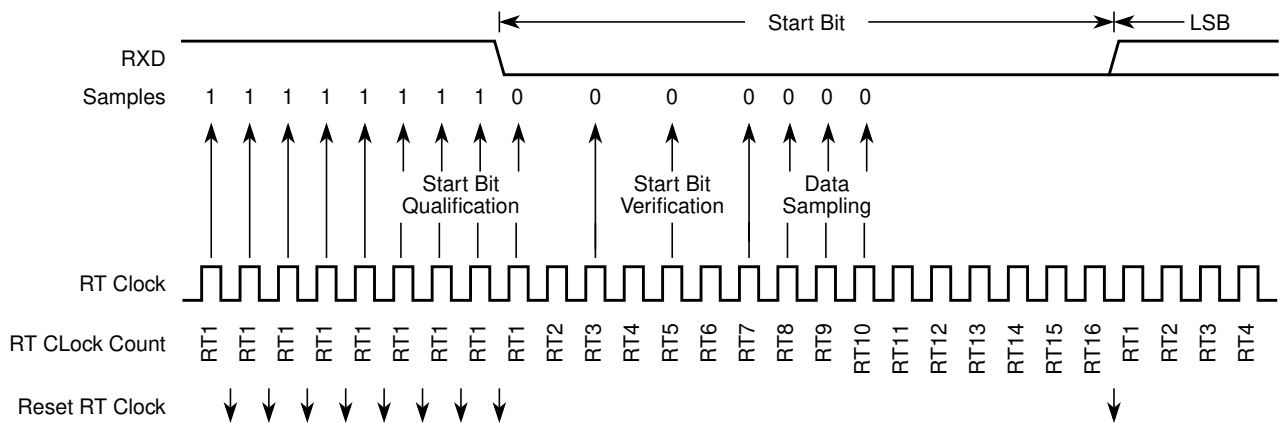 Start Bit
LSB
RXD
Samples 1 1 1 1 1 1 1 1 0 0 0 0 0 0 0
Start Bit Qualification
Start Bit Verification
Data Sampling
RT Clock
RT CLock Count RT1 RT1 RT1 RT1 RT1 RT1 RT1 RT1 RT1 RT2 RT3 RT4 RT5 RT6 RT7 RT8 RT9 RT10 RT11 RT12 RT13 RT14 RT15 RT16 RT1 RT2 RT3 RT4
Reset RT Clock